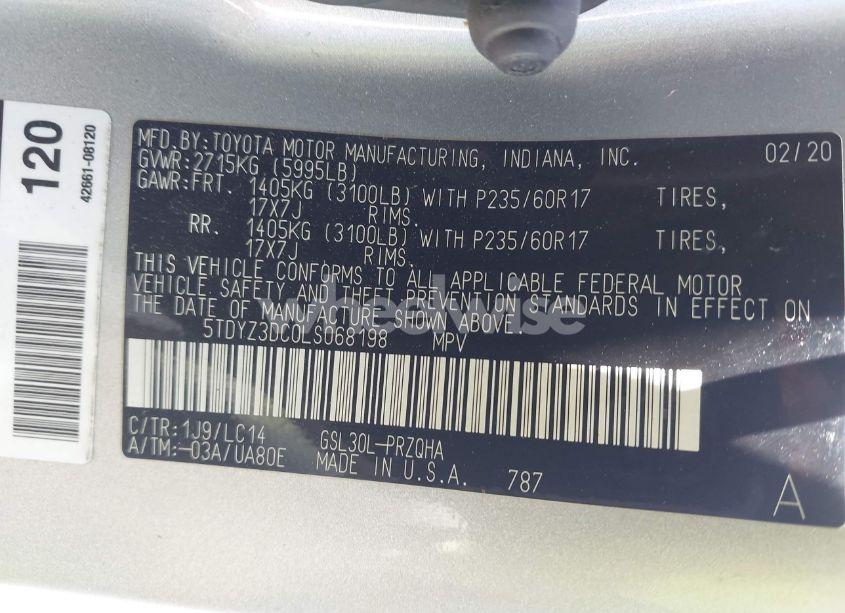 120
42661-08120
MFD.BY:TOYOTA MOTOR MANUFACTURING, INDIANA, INC. 02/20
GVWR:2715KG (5995LB)
GAWR:FRT. 1405KG (3100LB) WITH P235/60R17 TIRES,
17X7J RIMS.
RR. 1405KG (3100LB) WITH P235/60R17 TIRES,
17X7J RIMS.
THIS VEHICLE CONFORMS TO ALL APPLICABLE FEDERAL MOTOR
VEHICLE SAFETY AND THEFT PREVENTION STANDARDS IN EFFECT ON
THE DATE OF MANUFACTURE SHOWN ABOVE.
wheelwise
5TDYZ3DC0LS068198 MPV
C/TR:1J9/LC14 GSL30L-PRZQHA
A/TM:-03A/UA80E MADE IN U.S.A. 787
A